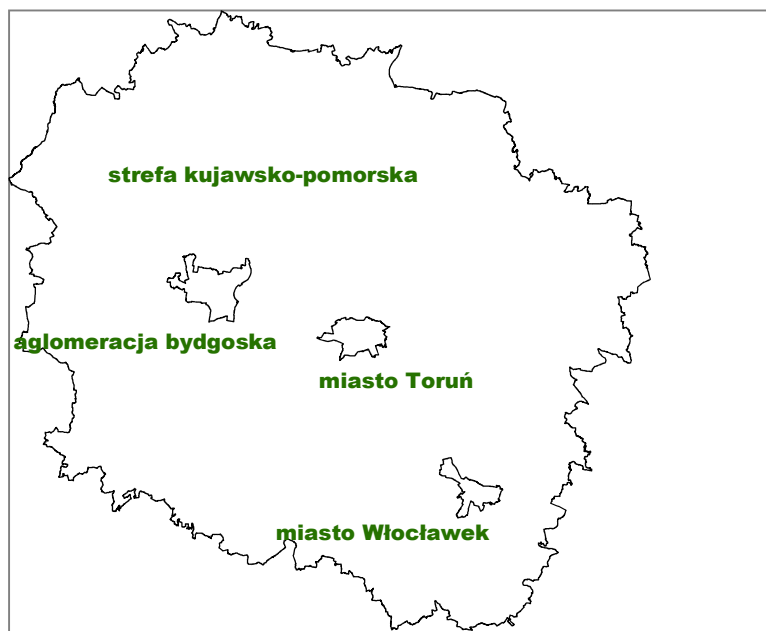 strefa kujawsko-pomorska
aglomeracja bydgoska
miasto Toruń
miasto Włocławek